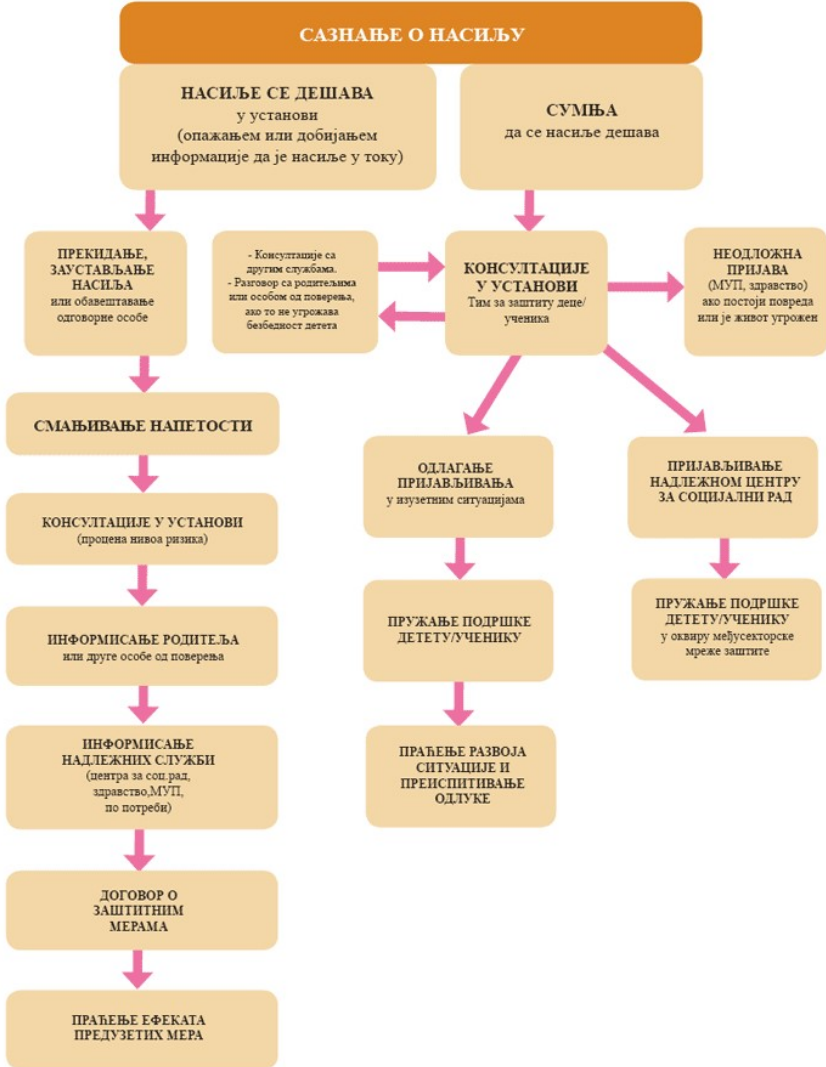 САЗНАЊЕ О НАСИЉУ
НАСИЉЕ СЕ ДЕШАВА
у установи
(опажањем или добијањем
информације да је насиље у току)
СУМЊА
да се насиље дешава
ПРЕКИДАЊЕ,
ЗАУСТАВЉАЊЕ
НАСИЉА
или обавештавање
одговорне особе
- Консултације са
другим службама.
- Разговор са родитељима
или особом од поверења,
ако то не угрожава
безбедност детета
КОНСУЛТАЦИЈЕ
У УСТАНОВИ
Тим за заштиту деце/
ученика
НЕОДЛОЖНА
ПРИЈАВА
(МУП, здравство)
ако постоји повреда
или је живот угрожен
СМАЊИВАЊЕ НАПЕТОСТИ
КОНСУЛТАЦИЈЕ У УСТАНОВИ
(процена нивоа ризика)
ИНФОРМИСАЊЕ РОДИТЕЉА
или друге особе од поверења
ИНФОРМИСАЊЕ
НАДЛЕЖНИХ СЛУЖБИ
(центра за соц.рад,
здравство,МУП,
по потреби)
ДОГОВОР О
ЗАШТИТНИМ
МЕРАМА
ПРАЋЕЊЕ ЕФЕКАТА
ПРЕДУЗЕТИХ МЕРА
ОДЛАГАЊЕ
ПРИЈАВЉИВАЊА
у изузетним ситуацијама
ПРУЖАЊЕ ПОДРШКЕ
ДЕТЕТУ/УЧЕНИКУ
ПРАЋЕЊЕ РАЗВОЈА
СИТУАЦИЈЕ И
ПРЕИСПИТИВАЊЕ
ОДЛУКЕ
ПРИЈАВЉИВАЊЕ
НАДЛЕЖНОМ ЦЕНТРУ
ЗА СОЦИЈАЛНИ РАД
ПРУЖАЊЕ ПОДРШКЕ
ДЕТЕТУ/УЧЕНИКУ
у оквиру међусекторске
мреже заштите